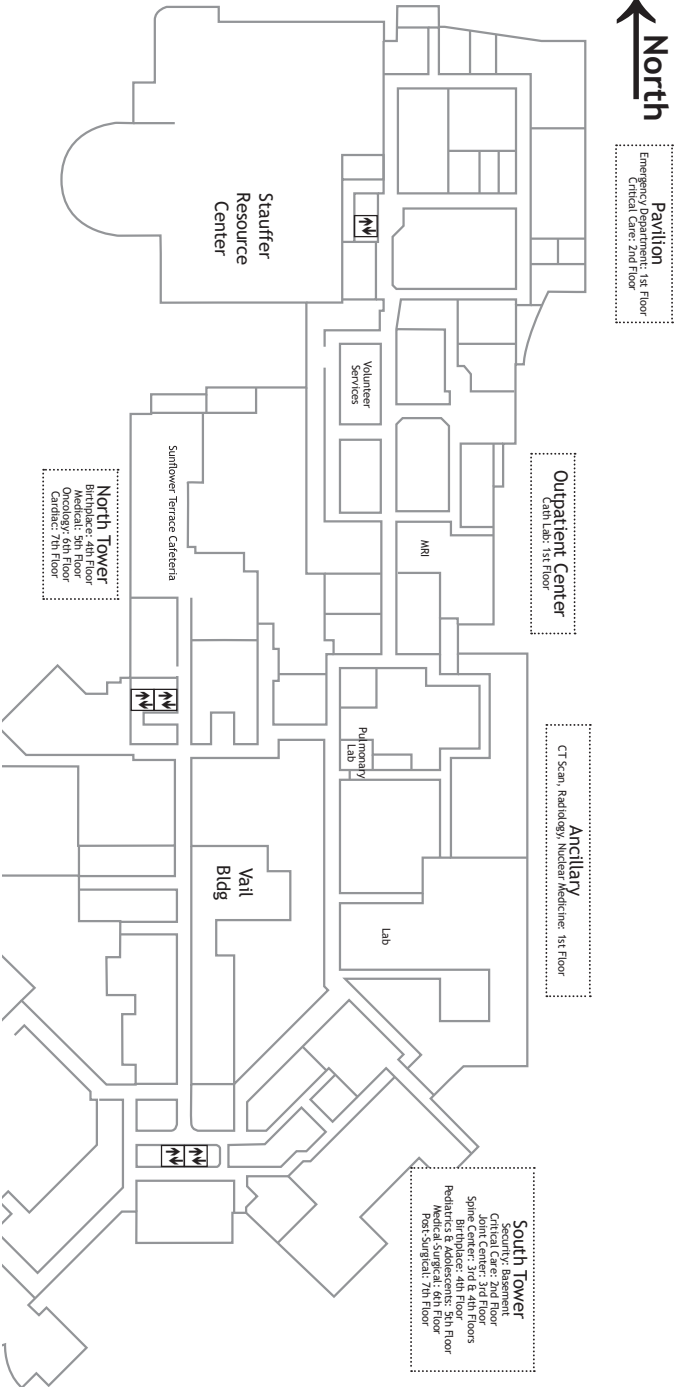 North
Pavilion
Emergency Department: 1st Floor
Critical Care: 2nd Floor
Stauffer
Resource
Center
Volunteer
Services
Outpatient Center
Cath Lab: 1st Floor
MRI
Sunflower Terrace Cafeteria
North Tower
Birthplace: 4th Floor
Medical: 5th Floor
Oncology: 6th Floor
Cardiac: 7th Floor
Ancillary
CT Scan, Radiology, Nuclear Medicine: 1st Floor
Pulmonary
Lab
Vail
Bldg
Lab
South Tower
Security: Basement
Critical Care: 2nd Floor
Joint Center: 3rd Floor
Spine Center: 3rd & 4th Floors
Birthplace: 4th Floor
Pediatrics & Adolescents: 5th Floor
Medical-Surgical: 6th Floor
Post-Surgical: 7th Floor